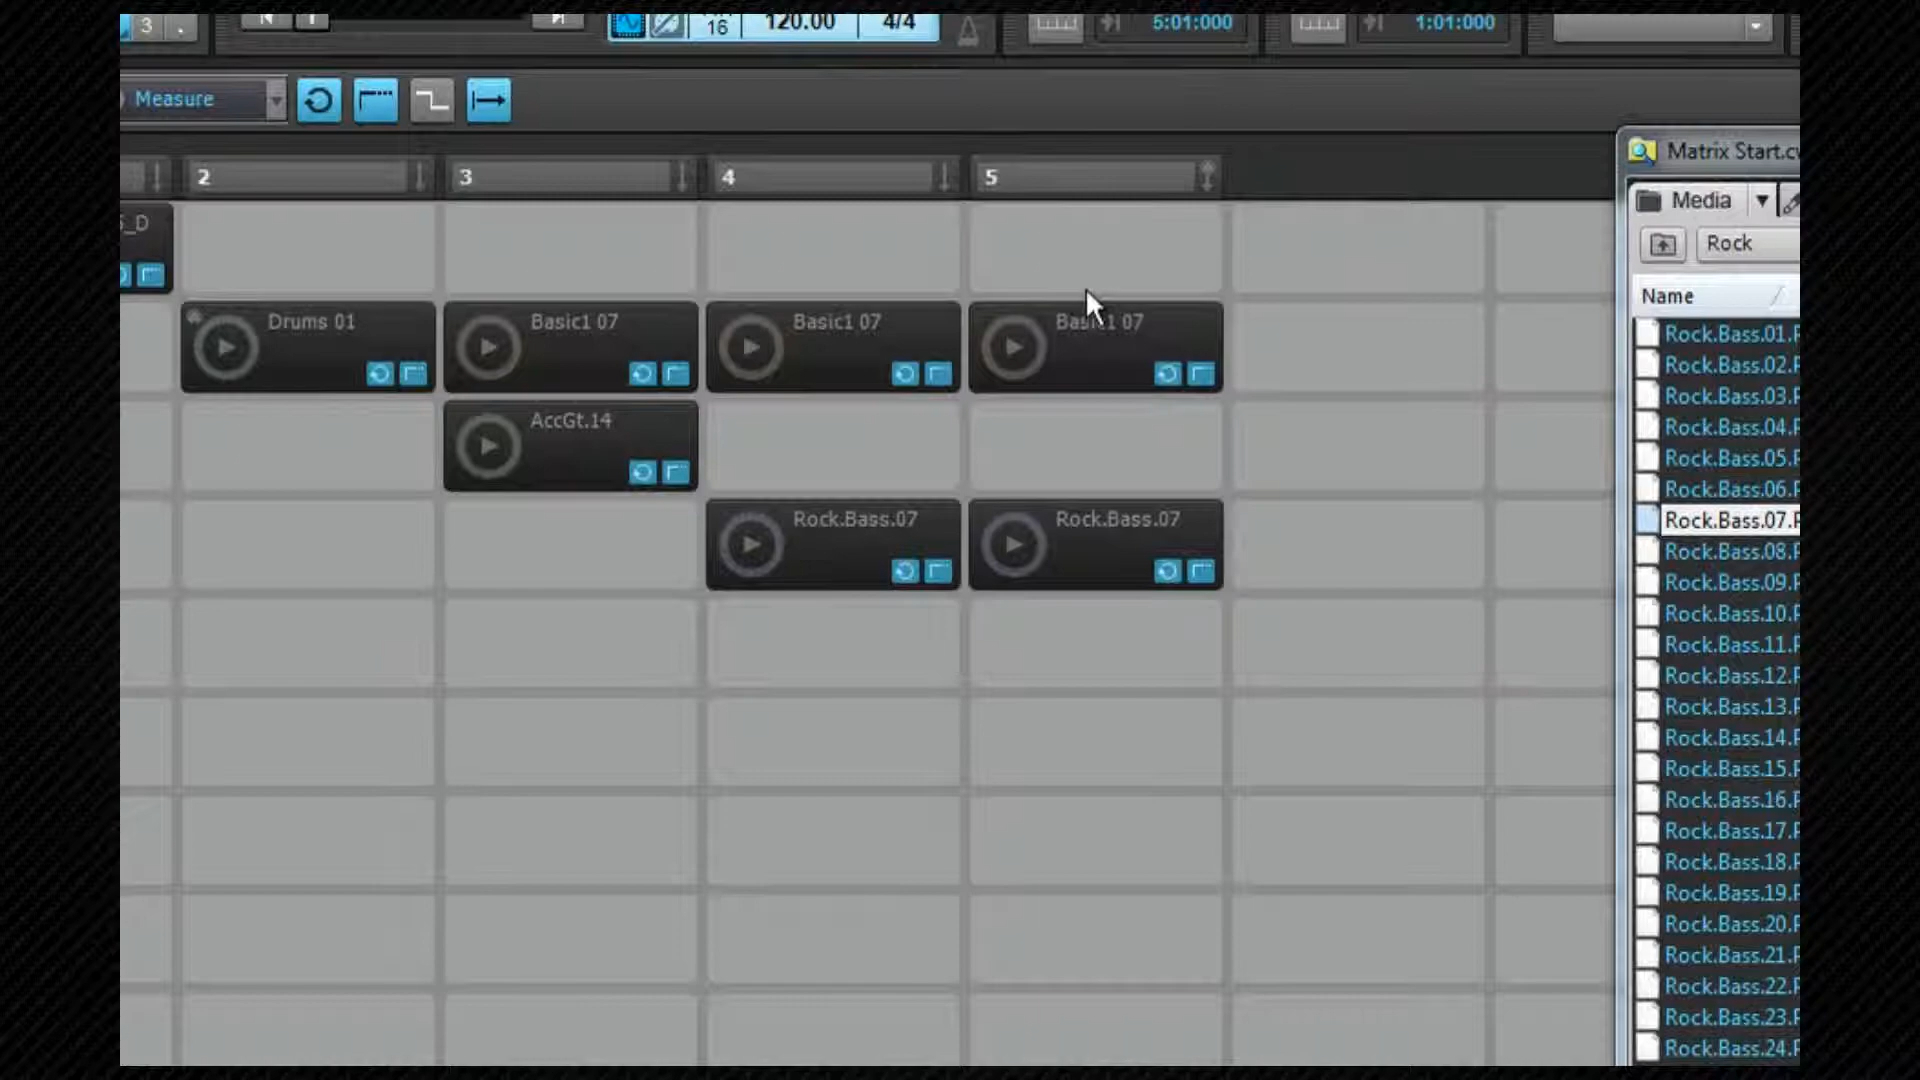 3
16
120.00
4/4
5:01:000
1:01:000
Measure
Matrix Start.cw
2
3
4
5
Media
5_D
Rock
Name
Drums 01
Basic1 07
Basic1 07
Basic1 07
AccGt.14
Rock.Bass.07
Rock.Bass.07
Rock.Bass.01.
Rock.Bass.02.
Rock.Bass.03.
Rock.Bass.04.
Rock.Bass.05.
Rock.Bass.06.
Rock.Bass.07.
Rock.Bass.08.
Rock.Bass.09.
Rock.Bass.10.
Rock.Bass.11.
Rock.Bass.12.
Rock.Bass.13.
Rock.Bass.14.
Rock.Bass.15.
Rock.Bass.16.
Rock.Bass.17.
Rock.Bass.18.
Rock.Bass.19.
Rock.Bass.20.
Rock.Bass.21.
Rock.Bass.22.
Rock.Bass.23.
Rock.Bass.24.